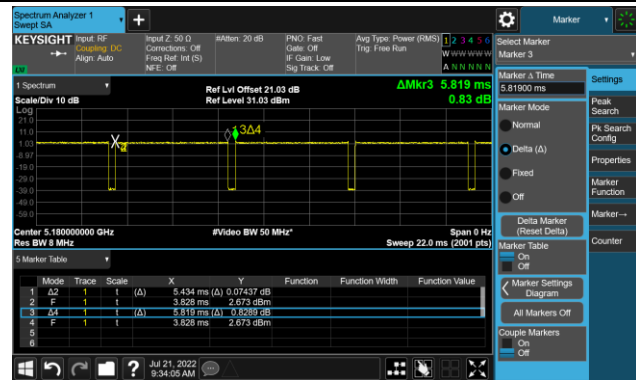 Spectrum Analyzer 1
Swept SA
Marker
KEYSIGHT Input: RF Input Z: 50 Ω #Atten: 20 dB PNO: Fast Avg Type: Power (RMS) 1 2 3 4 5 6
Coupling: DC Corrections: Off Gate: Off Trig: Free Run W W W W W W
Align: Auto Freq Ref: Int (S) IF Gain: Low
NFE: Off Sig Track: Off A N N N N N
Select Marker
Marker 3
1 Spectrum
Ref Lvl Offset 21.03 dB ΔMkr3 5.819 ms
Scale/Div 10 dB Ref Level 31.03 dBm 0.83 dB
Log
21.0
11.0
1.03
-8.97
-19.0
-29.0
-39.0
-49.0
-59.0
3Δ4
Center 5.180000000 GHz #Video BW 50 MHz* Span 0 Hz
Res BW 8 MHz Sweep 22.0 ms (2001 pts)
5 Marker Table
Mode Trace Scale X Y Function Function Width Function Value
1 Δ2 1 t (Δ) 5.434 ms (Δ) 0.07437 dB
2 F 1 t 3.828 ms 2.673 dBm
3 Δ4 1 t (Δ) 5.819 ms (Δ) 0.8289 dB
4 F 1 t 3.828 ms 2.673 dBm
5
6
Marker Δ Time
5.81900 ms
Marker Mode
Normal
Delta (Δ)
Fixed
Off
Delta Marker
(Reset Delta)
Marker Table
On
Off
Marker Settings
Diagram
All Markers Off
Couple Markers
On
Off
Settings
Peak
Search
Pk Search
Config
Properties
Marker
Function
Marker→
Counter
?
Jul 21, 2022
9:34:05 AM